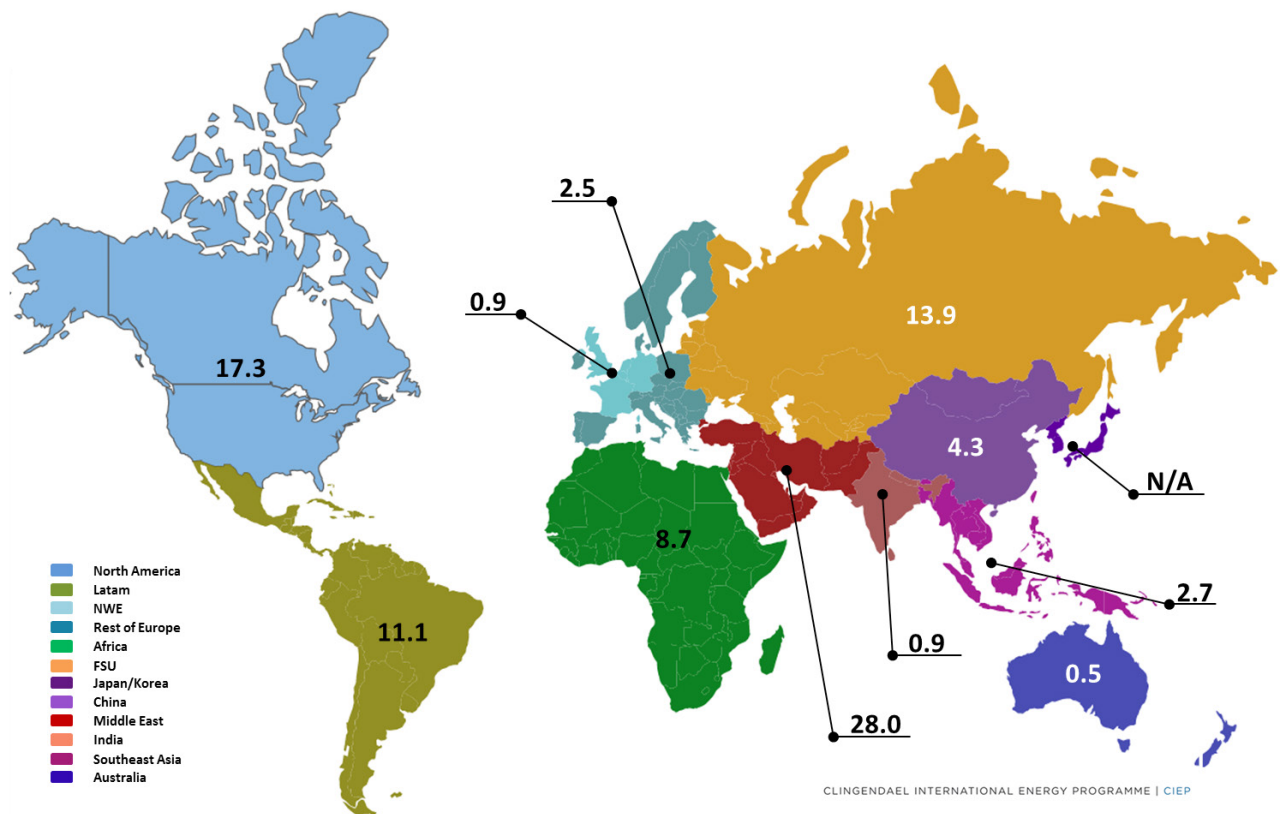 2.5
0.9
13.9
17.3
4.3
N/A
8.7
2.7
11.1
0.9
0.5
28.0
North America
Latam
NWE
Rest of Europe
Africa
FSU
Japan/Korea
China
Middle East
India
Southeast Asia
Australia
CLINGENDAEL INTERNATIONAL ENERGY PROGRAMME | CIEP